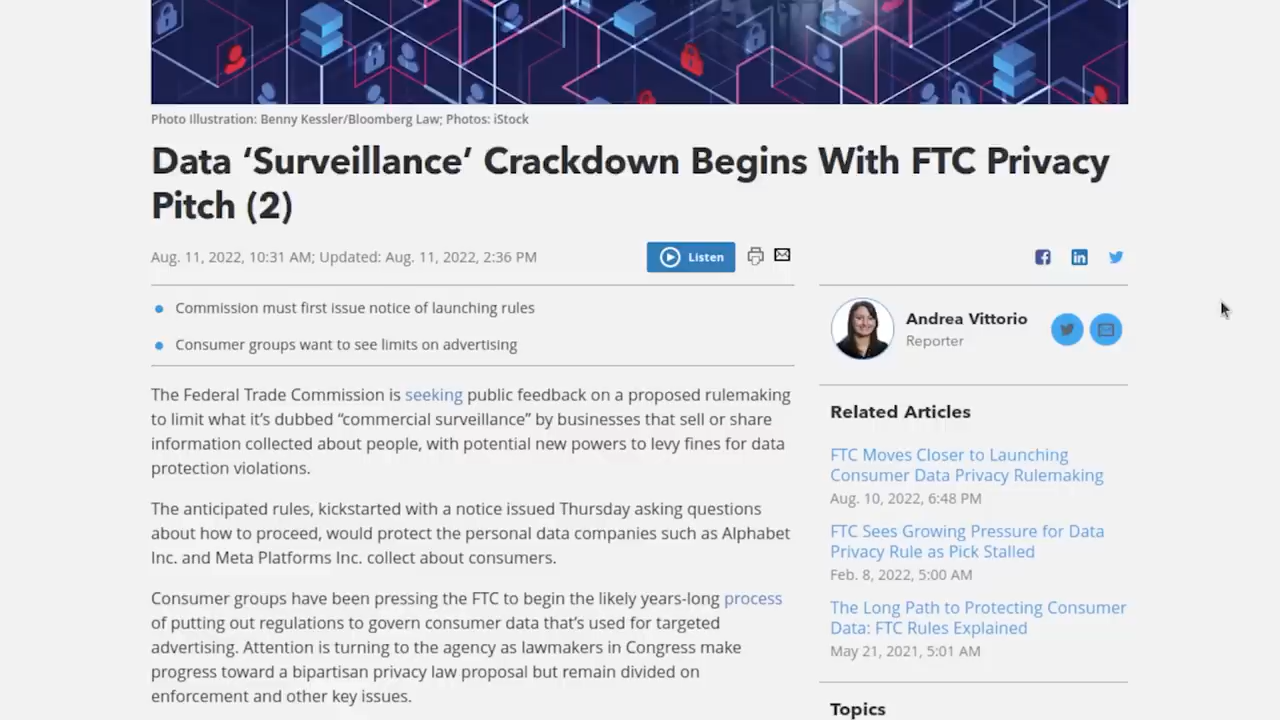 Photo Illustration: Benny Kessler/Bloomberg Law; Photos: iStock
Data ‘Surveillance’ Crackdown Begins With FTC Privacy
Pitch (2)
Aug. 11, 2022, 10:31 AM; Updated: Aug. 11, 2022, 2:36 PM
Listen
Commission must first issue notice of launching rules
Consumer groups want to see limits on advertising
The Federal Trade Commission is seeking public feedback on a proposed rulemaking
to limit what it’s dubbed “commercial surveillance” by businesses that sell or share
information collected about people, with potential new powers to levy fines for data
protection violations.
The anticipated rules, kickstarted with a notice issued Thursday asking questions
about how to proceed, would protect the personal data companies such as Alphabet
Inc. and Meta Platforms Inc. collect about consumers.
Consumer groups have been pressing the FTC to begin the likely years-long process
of putting out regulations to govern consumer data that’s used for targeted
advertising. Attention is turning to the agency as lawmakers in Congress make
progress toward a bipartisan privacy law proposal but remain divided on
enforcement and other key issues.
Andrea Vittorio
Reporter
Related Articles
FTC Moves Closer to Launching
Consumer Data Privacy Rulemaking
Aug. 10, 2022, 6:48 PM
FTC Sees Growing Pressure for Data
Privacy Rule as Pick Stalled
Feb. 8, 2022, 5:00 AM
The Long Path to Protecting Consumer
Data: FTC Rules Explained
May 21, 2021, 5:01 AM
Topics